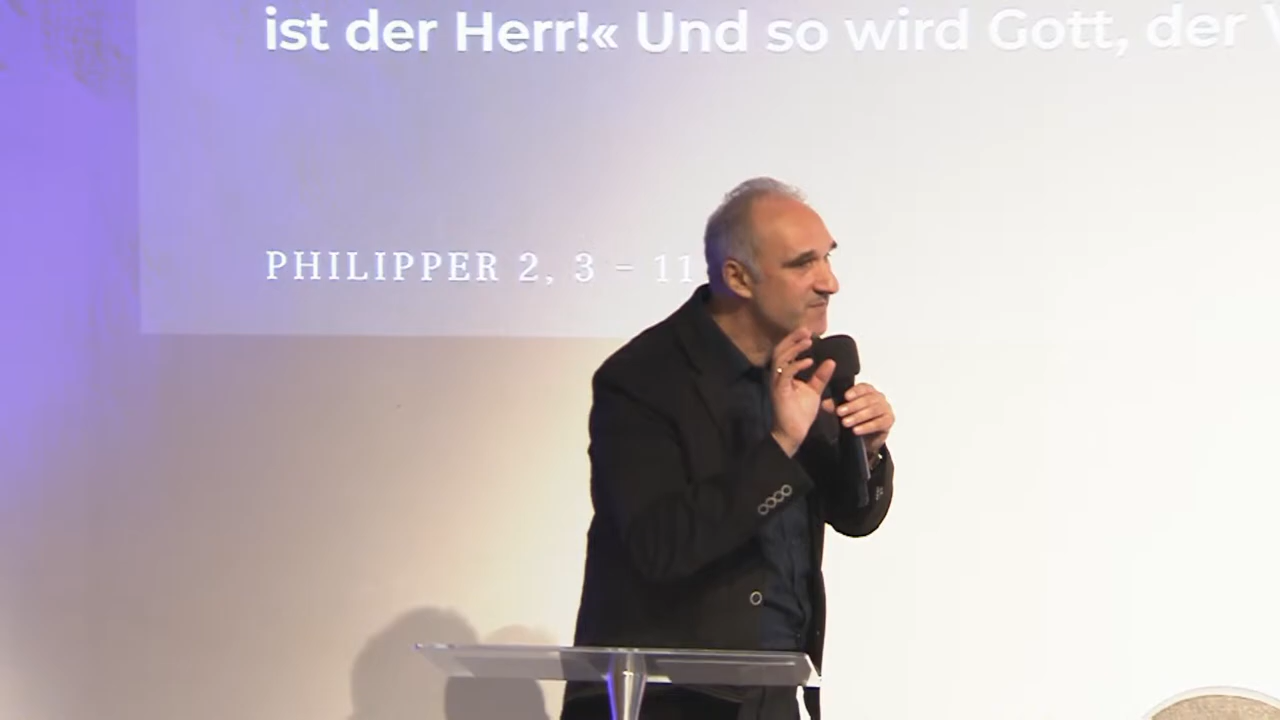 ist der Herr!« Und so wird Gott, der
PHILIPPER 2, 3 – 11